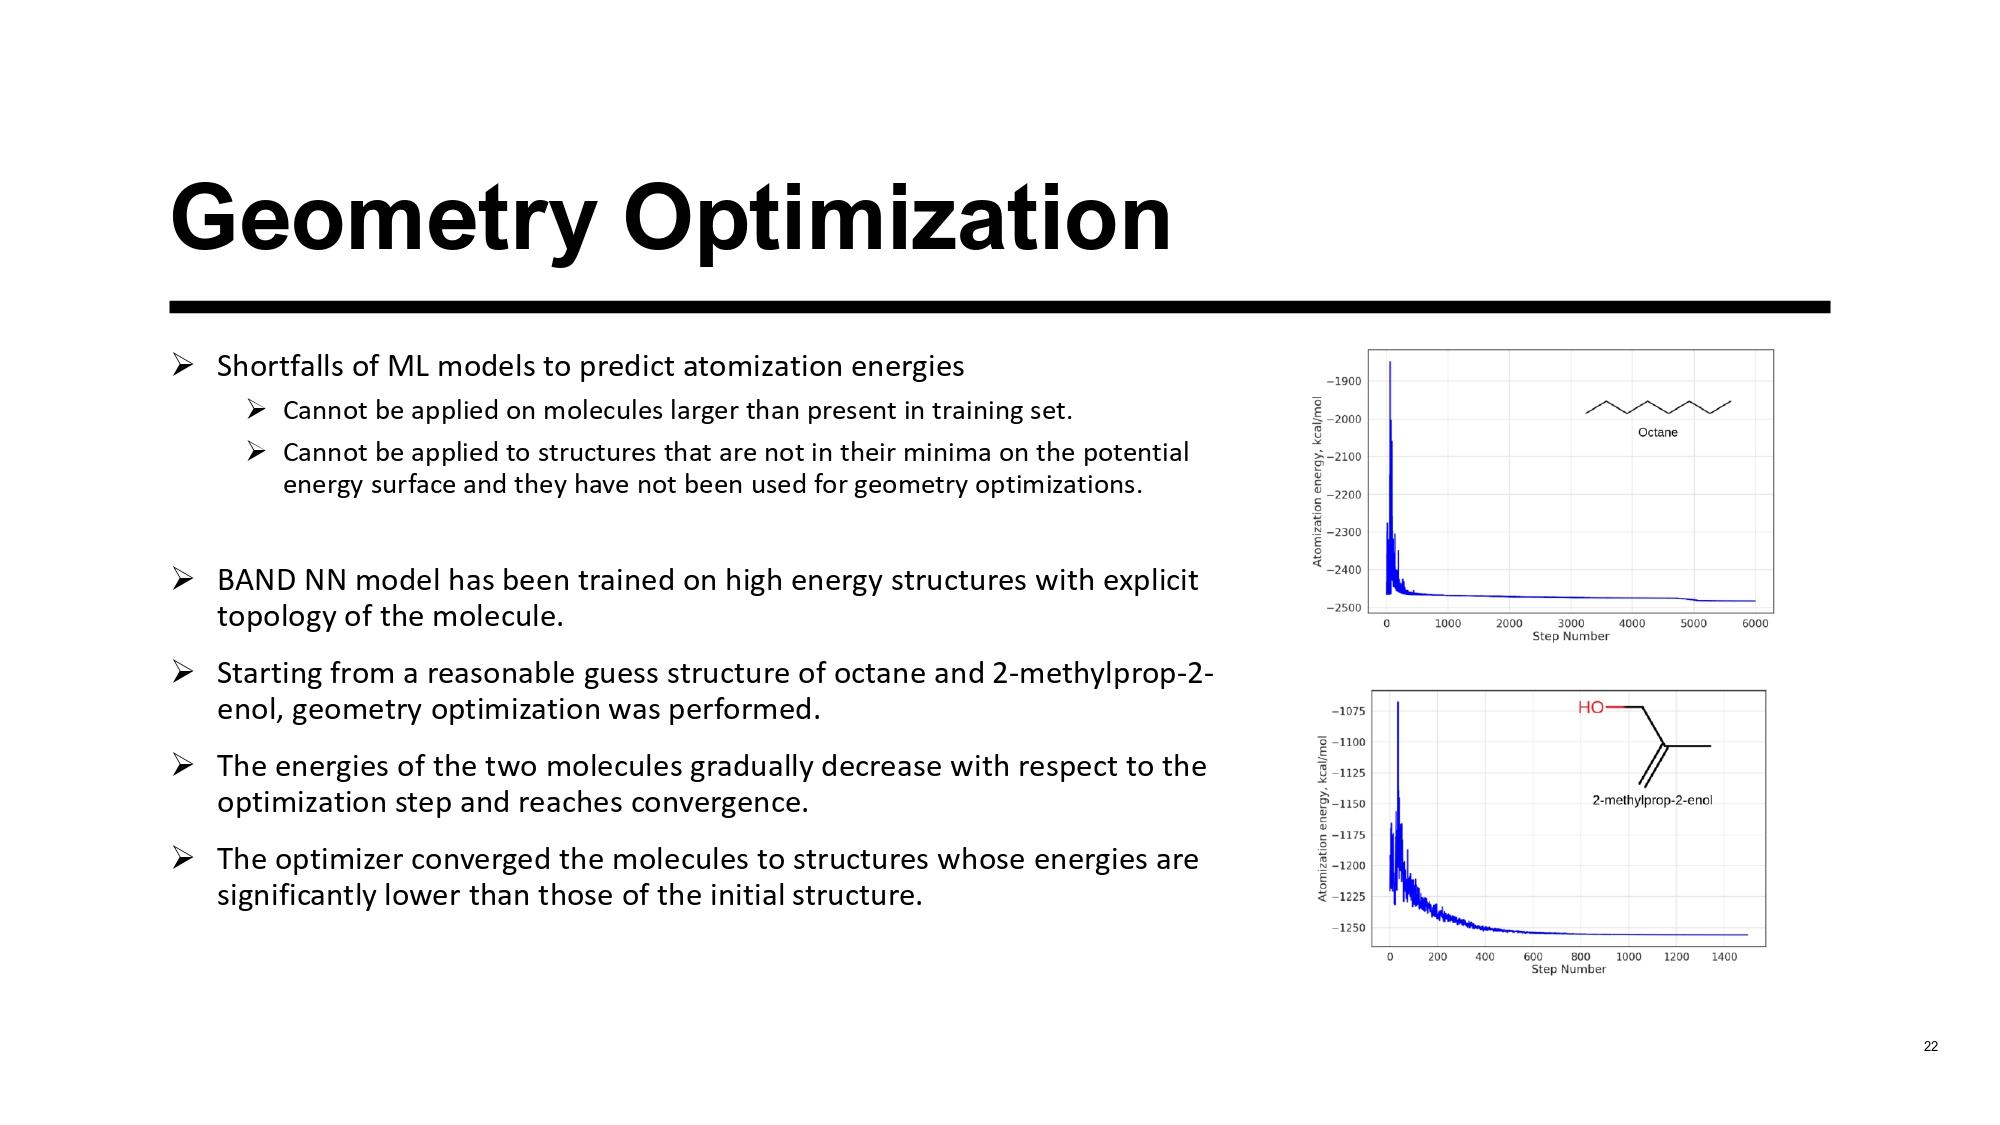 Geometry Optimization
Shortfalls of ML models to predict atomization energies
Cannot be applied on molecules larger than present in training set.
Cannot be applied to structures that are not in their minima on the potential
energy surface and they have not been used for geometry optimizations.
BAND NN model has been trained on high energy structures with explicit
topology of the molecule.
Starting from a reasonable guess structure of octane and 2-methylprop-2-
enol, geometry optimization was performed.
The energies of the two molecules gradually decrease with respect to the
optimization step and reaches convergence.
The optimizer converged the molecules to structures whose energies are
significantly lower than those of the initial structure.
Atomization energy, kcal/mol
−1900
−2000
−2100
−2200
−2300
−2400
−2500
Octane
0 1000 2000 3000 4000 5000 6000
Step Number
Atomization energy, kcal/mol
−1075
−1100
−1125
−1150
−1175
−1200
−1225
−1250
HO
2-methylprop-2-enol
0 200 400 600 800 1000 1200 1400
Step Number
22